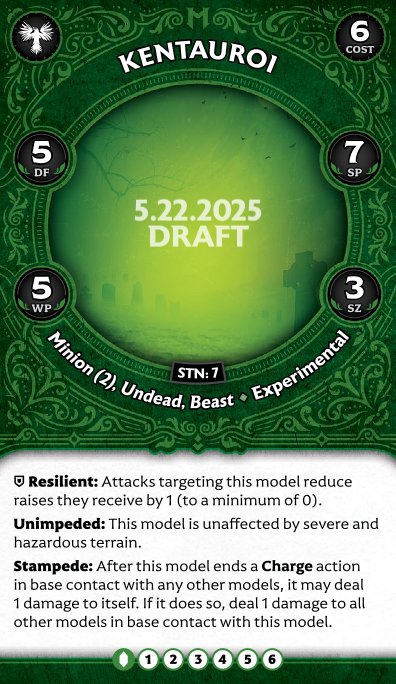 KENTAUROI
6
COST
5
DF
7
SP
5.22.2025
DRAFT
5
WP
3
SZ
STN: 7
Minion (2), Undead, Beast ♦ Experimental
Resilient: Attacks targeting this model reduce
raises they receive by 1 (to a minimum of 0).
Unimpeded: This model is unaffected by severe and
hazardous terrain.
Stampede: After this model ends a Charge action
in base contact with any other models, it may deal
1 damage to itself. If it does so, deal 1 damage to all
other models in base contact with this model.
1 2 3 4 5 6